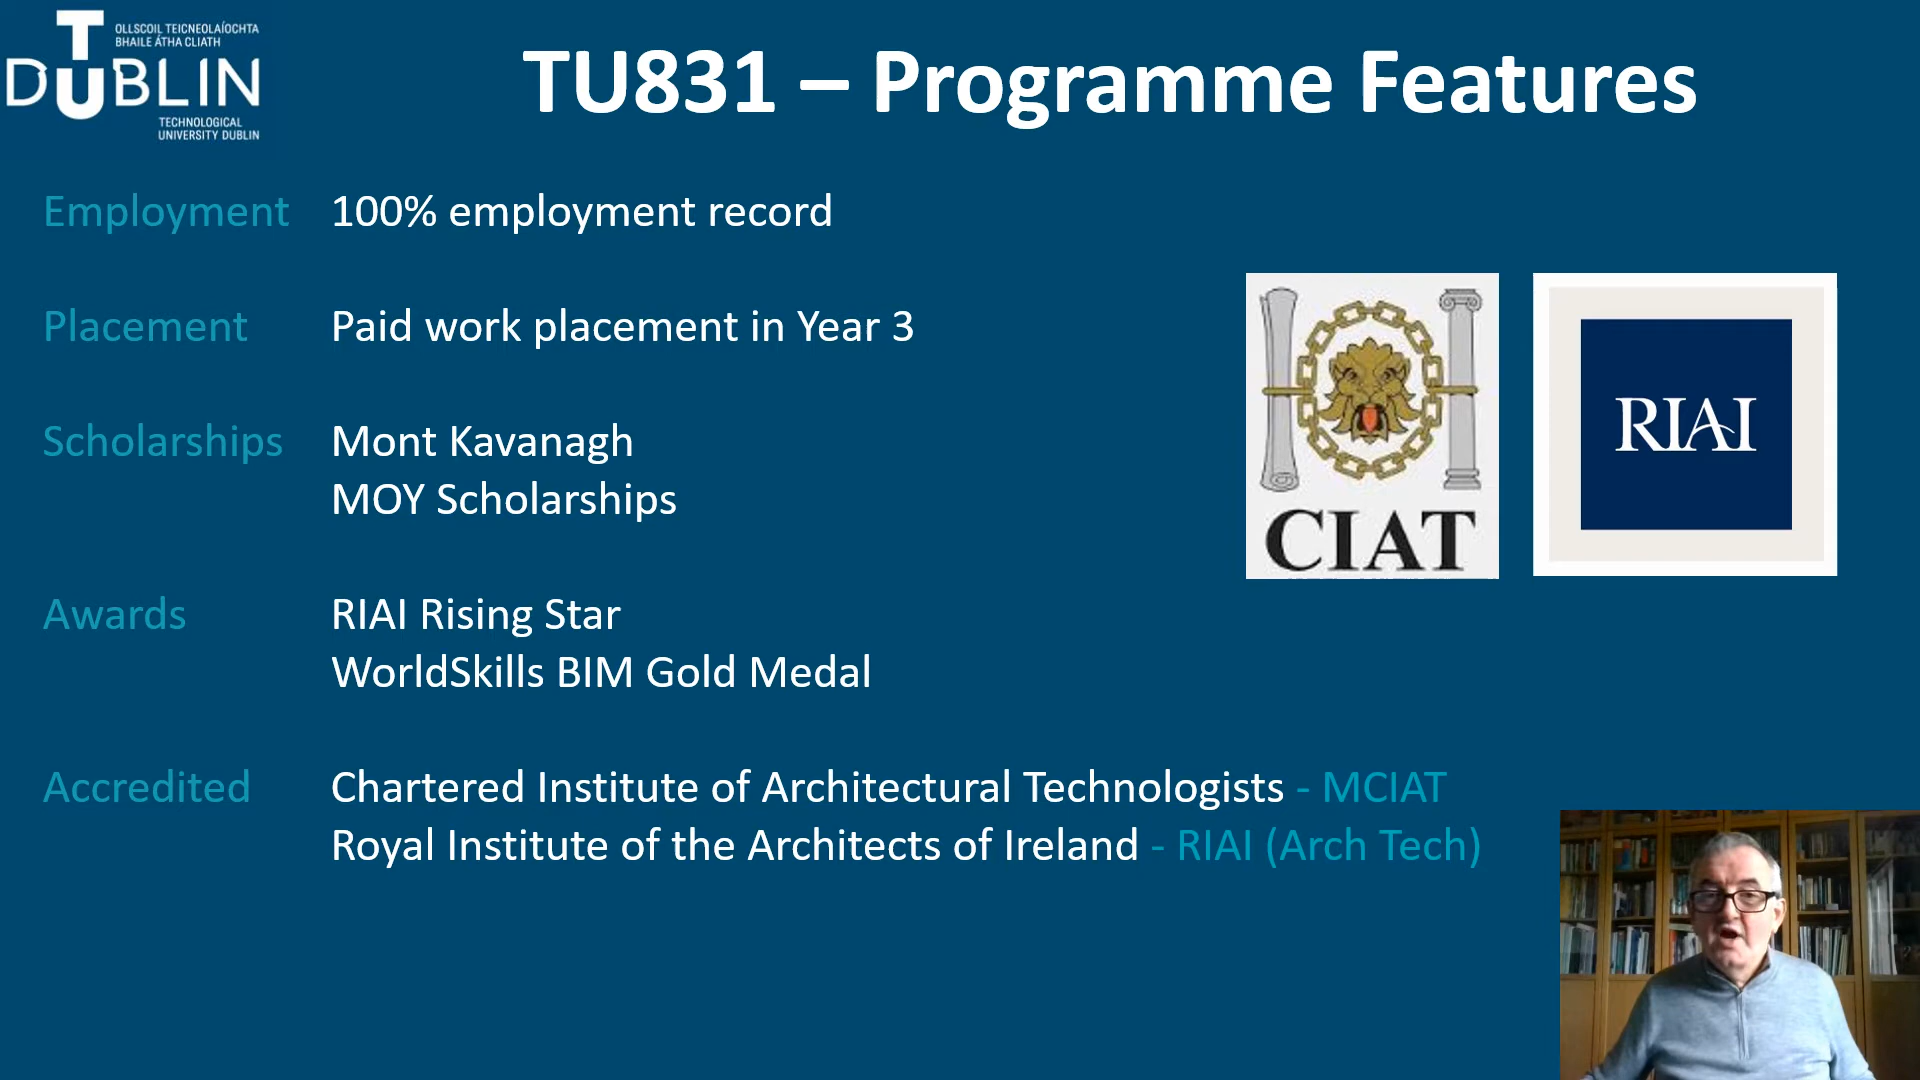 OLLSCOIL TEICNEOLAÍOCHTA
BHAILE ÁTHA CLIATH
TU DUBLIN
TECHNOLOGICAL
UNIVERSITY DUBLIN
TU831 – Programme Features
Employment 100% employment record
Placement Paid work placement in Year 3
Scholarships Mont Kavanagh
MOY Scholarships
Awards RIAI Rising Star
WorldSkills BIM Gold Medal
Accredited Chartered Institute of Architectural Technologists - MCIAT
Royal Institute of the Architects of Ireland - RIAI (Arch Tech)
CIAT
RIAI